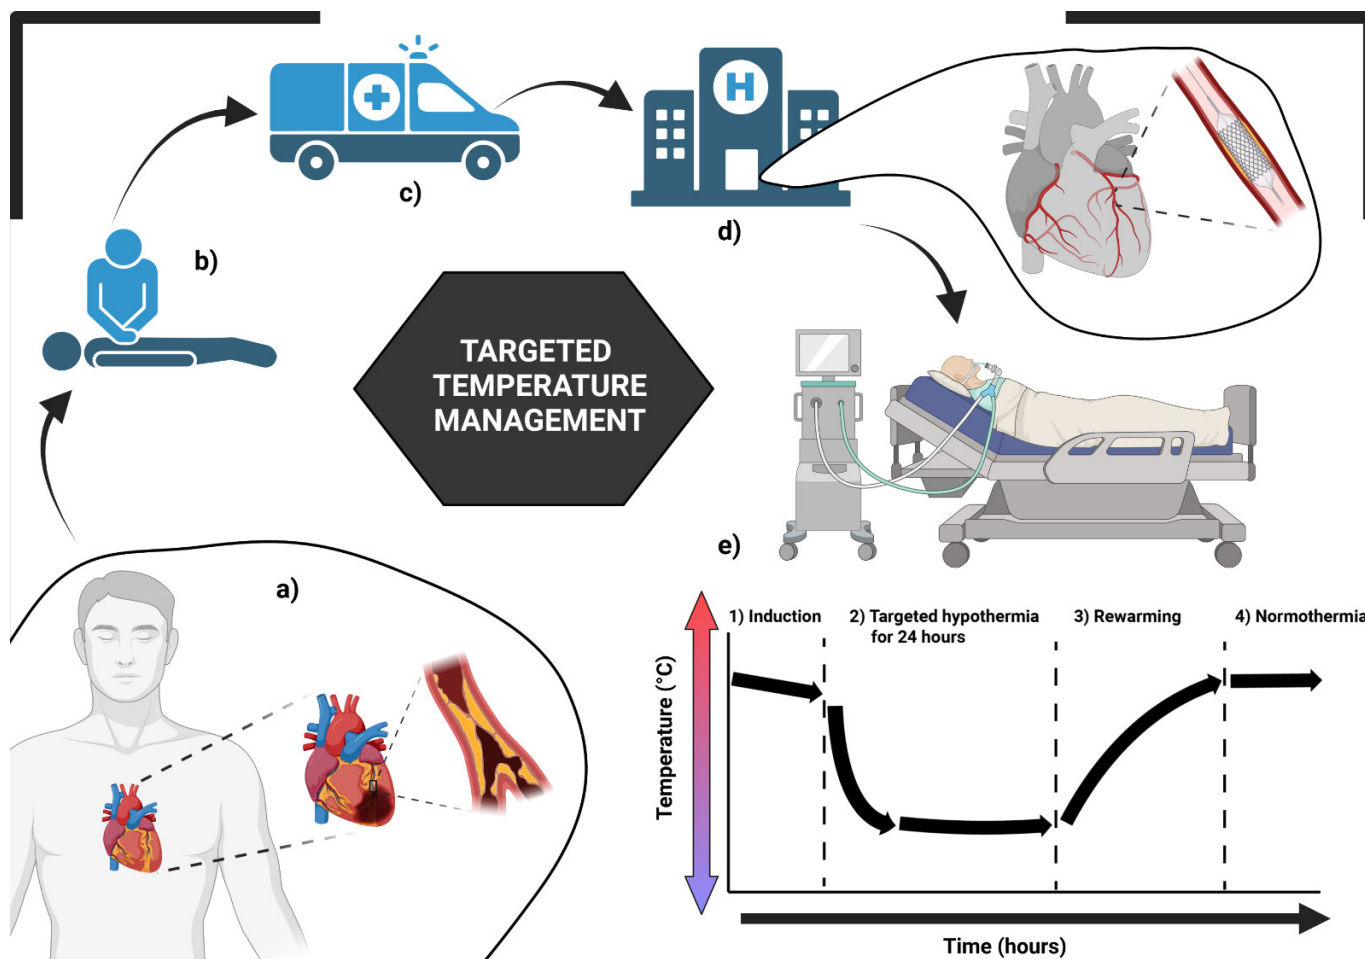 c)
H
d)
b)
TARGETED
TEMPERATURE
MANAGEMENT
e)
a)
1) Induction
2) Targeted hypothermia
for 24 hours
3) Rewarming
4) Normothermia
Temperature (°C)
Time (hours)